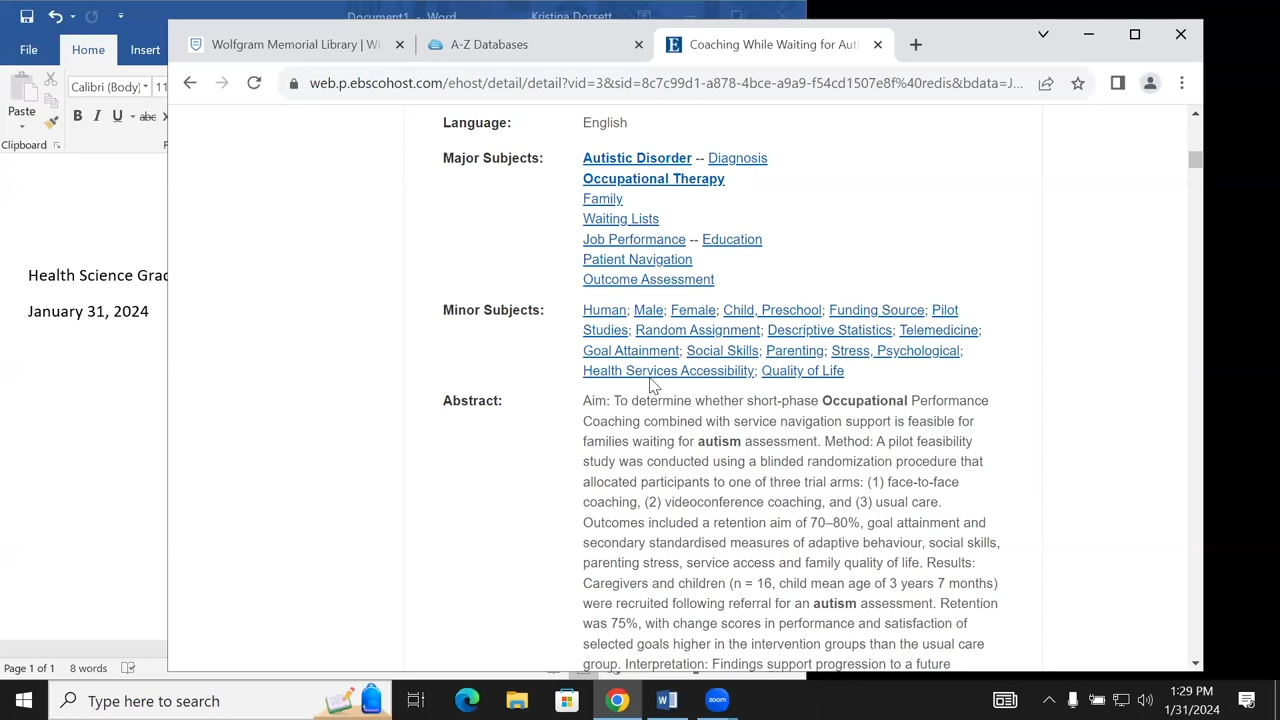 Document1 - Word
Kristina Dorsett
File
Home
Insert
Paste
Calibri (Body)
11
B I U abc
Clipboard
Health Science Grad
January 31, 2024
Page 1 of 1 8 words
Wolfgram Memorial Library | Wi
A-Z Databases
Coaching While Waiting for Auti
web.p.ebscohost.com/ehost/detail/detail?vid=3&sid=8c7c99d1-a878-4bce-a9a9-f54cd1507e8f%40redis&bdata=J...
Language: English
Major Subjects: Autistic Disorder -- Diagnosis
Occupational Therapy
Family
Waiting Lists
Job Performance -- Education
Patient Navigation
Outcome Assessment
Minor Subjects: Human; Male; Female; Child, Preschool; Funding Source; Pilot
Studies; Random Assignment; Descriptive Statistics; Telemedicine;
Goal Attainment; Social Skills; Parenting; Stress, Psychological;
Health Services Accessibility; Quality of Life
Abstract: Aim: To determine whether short-phase Occupational Performance
Coaching combined with service navigation support is feasible for
families waiting for autism assessment. Method: A pilot feasibility
study was conducted using a blinded randomization procedure that
allocated participants to one of three trial arms: (1) face-to-face
coaching, (2) videoconference coaching, and (3) usual care.
Outcomes included a retention aim of 70–80%, goal attainment and
secondary standardised measures of adaptive behaviour, social skills,
parenting stress, service access and family quality of life. Results:
Caregivers and children (n = 16, child mean age of 3 years 7 months)
were recruited following referral for an autism assessment. Retention
was 75%, with change scores in performance and satisfaction of
selected goals higher in the intervention groups than the usual care
group. Interpretation: Findings support progression to a future
Type here to search
zoom
1:29 PM
1/31/2024